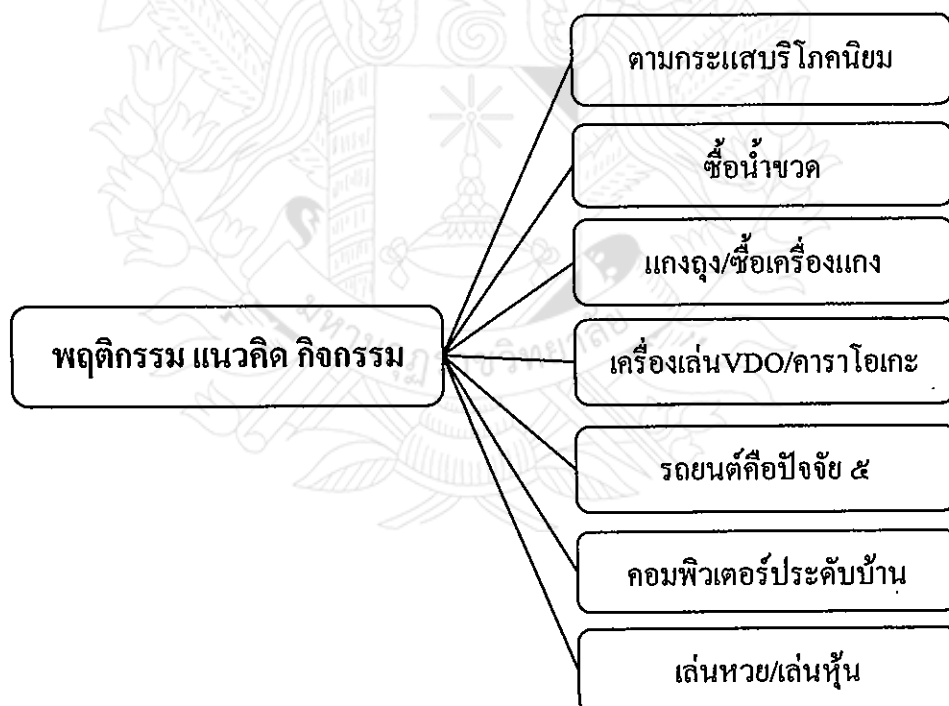 ตามกระแสบริโภคนิยม
ซื้อน้ำขวด
แกงถุง/ซื้อเครื่องแกง
พฤติกรรม แนวคิด กิจกรรม
เครื่องเล่นVDO/คาราโอเกะ
รถยนต์คือปัจจัย ๕
คอมพิวเตอร์ประดับบ้าน
เล่นหวย/เล่นหุ้น